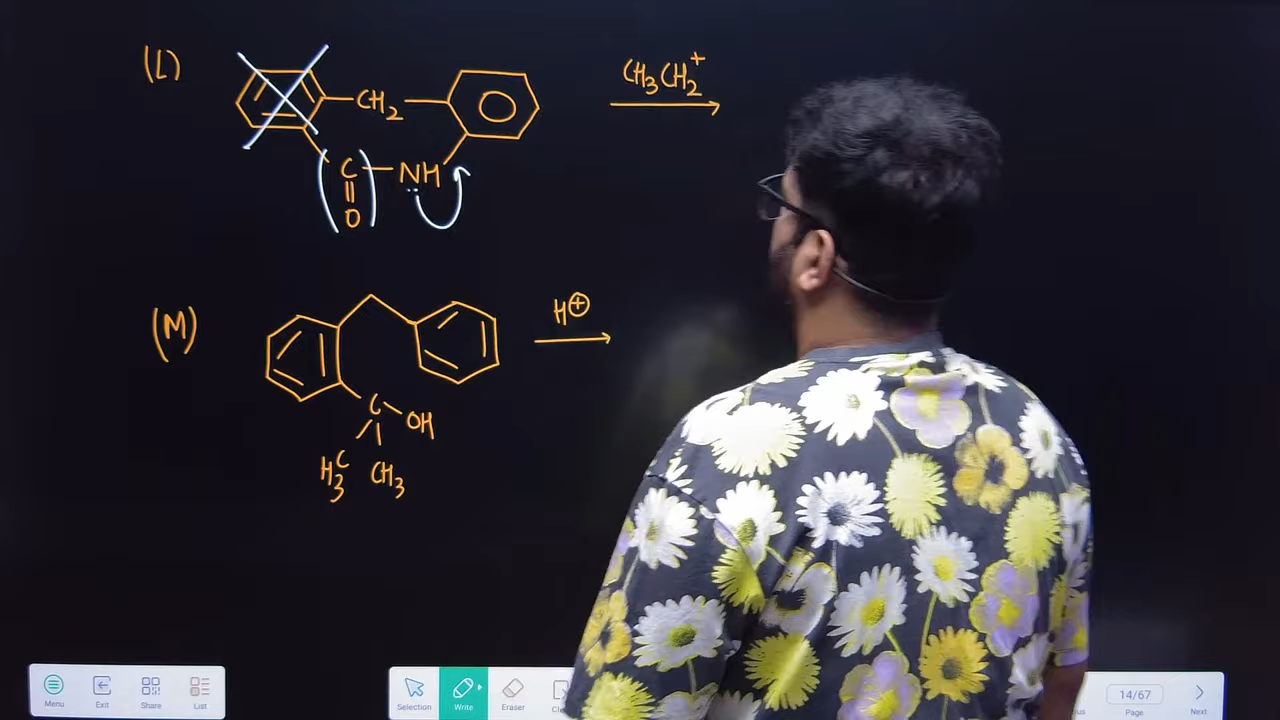 (L)
CH₂
CH₃CH₂⁺
C
NH
O
(M)
H⊕
C
OH
H₃C
CH₃
Menu
Exit
Share
List
Selection
Write
Eraser
14/67
Page
Next